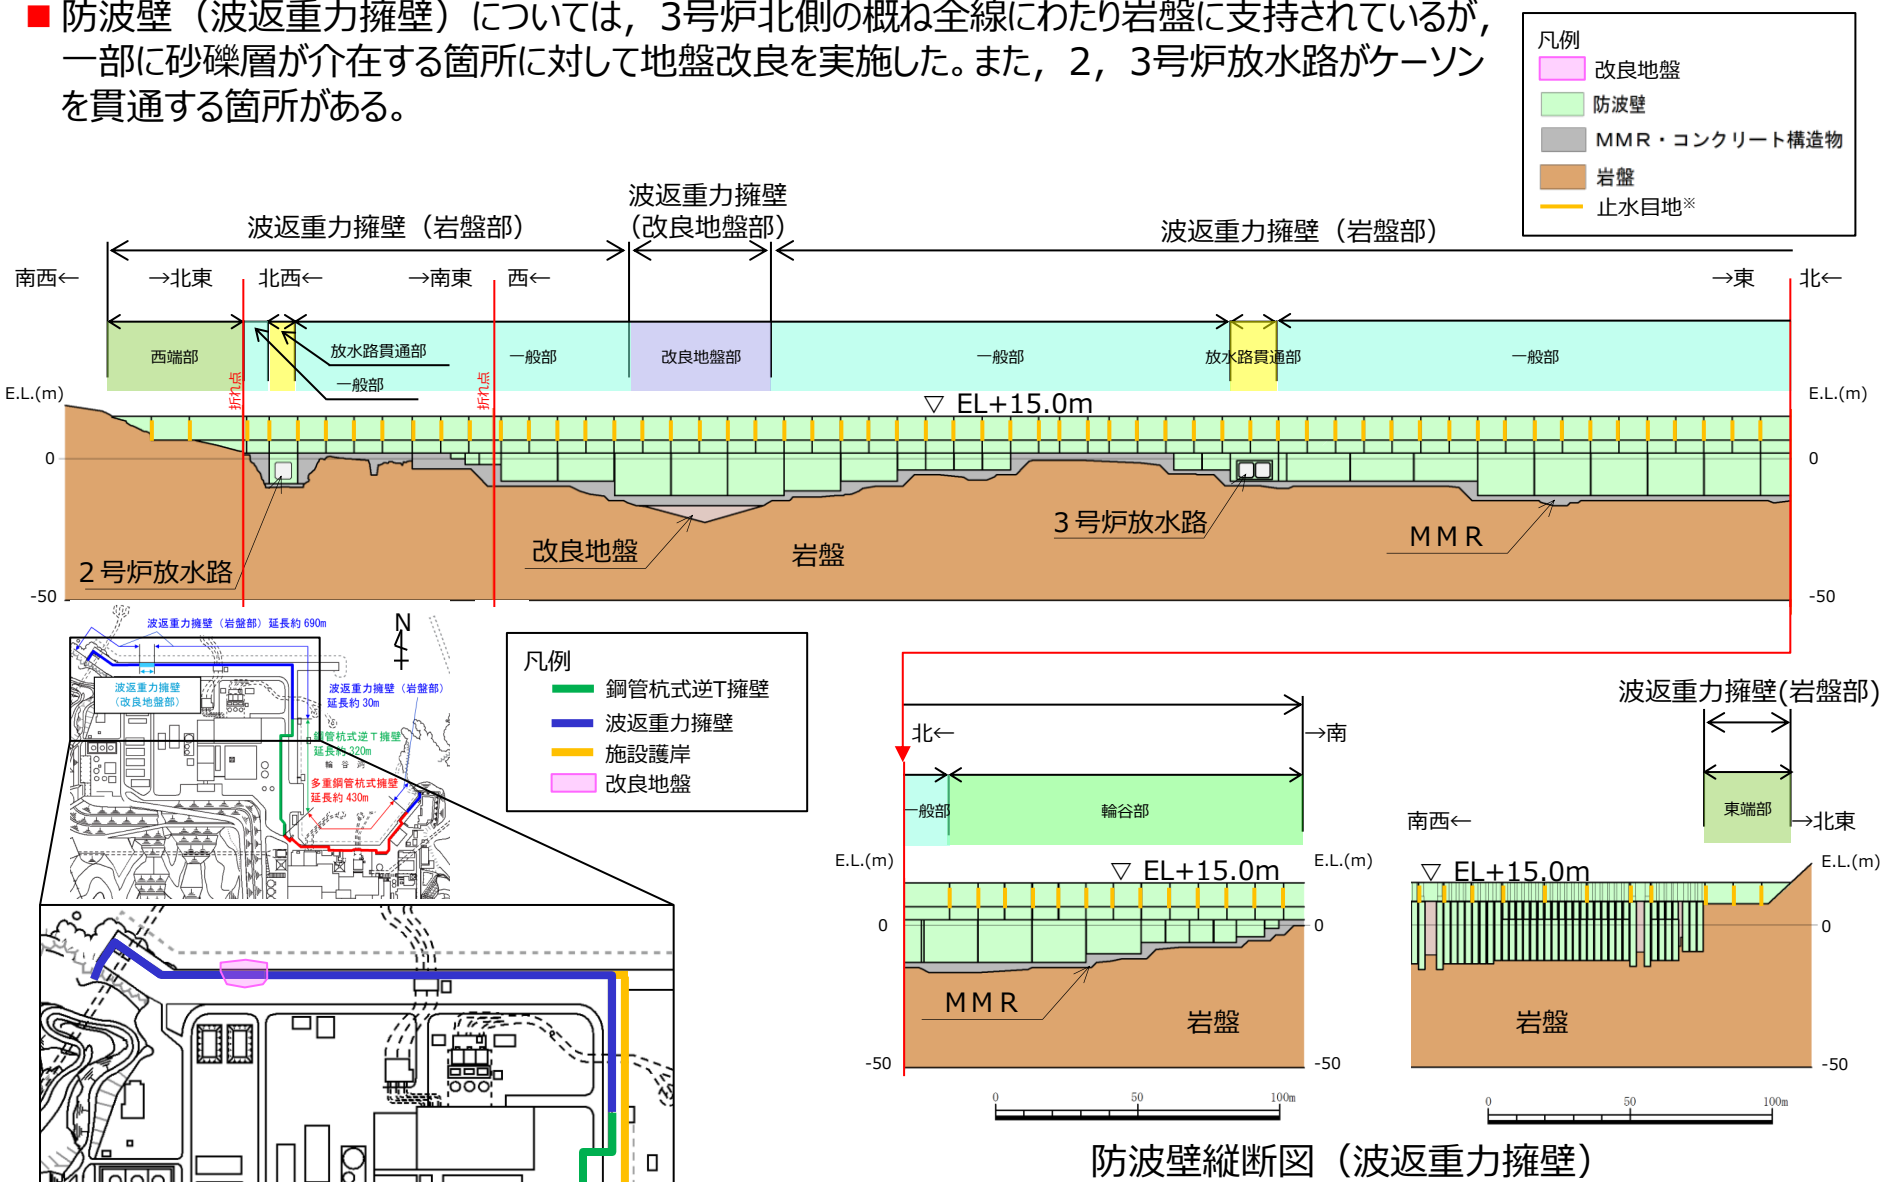 ■ 防波壁（波返重力擁壁）については，3号炉北側の概ね全線にわたり岩盤に支持されているが，
一部に砂礫層が介在する箇所に対して地盤改良を実施した。また，2，3号炉放水路がケーソン
を貫通する箇所がある。
凡例
改良地盤
防波壁
ＭＭＲ・コンクリート構造物
岩盤
止水目地※
波返重力擁壁（岩盤部）
波返重力擁壁
（改良地盤部）
波返重力擁壁（岩盤部）
南西← →北東 北西← →南東 西← →東 北←
西端部 放水路貫通部 一般部 改良地盤部 一般部 放水路貫通部 一般部
一般部
折れ点 折れ点
E.L.(m) E.L.(m)
▽ EL+15.0m
0 0
２号炉放水路 改良地盤 岩盤 ３号炉放水路 ＭＭＲ
-50 -50
波返重力擁壁（岩盤部）延長約690m
N
波返重力擁壁
（改良地盤部）
波返重力擁壁（岩盤部）
延長約30m
鋼管杭式逆Ｔ擁壁
延長約320m
輪谷湾
多重鋼管杭式擁壁
延長約430m
凡例
鋼管杭式逆T擁壁
波返重力擁壁
施設護岸
改良地盤
北← →南
一般部 輪谷部
E.L.(m) E.L.(m)
▽ EL+15.0m
0 0
ＭＭＲ
岩盤
-50 -50
0 50 100m
波返重力擁壁(岩盤部)
東端部
南西← →北東
E.L.(m)
▽ EL+15.0m
0
岩盤
-50
0 50 100m
防波壁縦断図（波返重力擁壁）